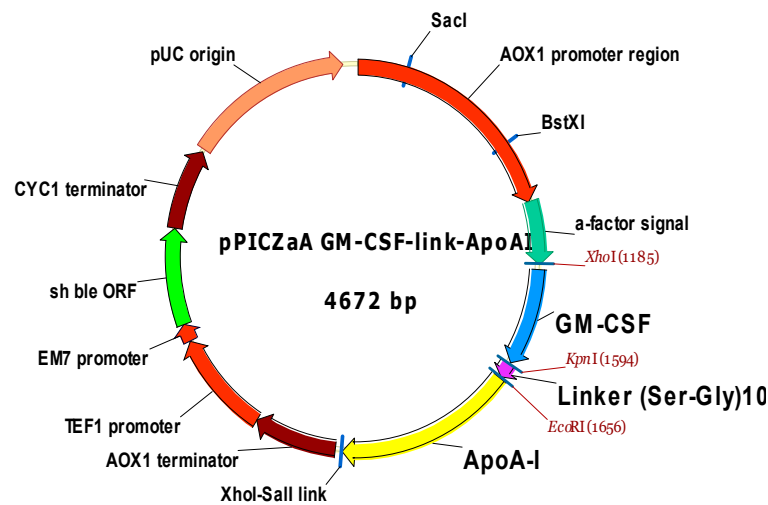 SacI
pUC origin
AOX1 promoter region
BstXI
CYC1 terminator
a-factor signal
pPICZaA GM-CSF-link-ApoAI
XhoI (1185)
sh ble ORF
4672 bp
GM-CSF
EM7 promoter
KpnI (1594)
Linker (Ser-Gly)10
TEF1 promoter
EcoRI (1656)
AOX1 terminator
ApoA-I
XhoI-SalI link